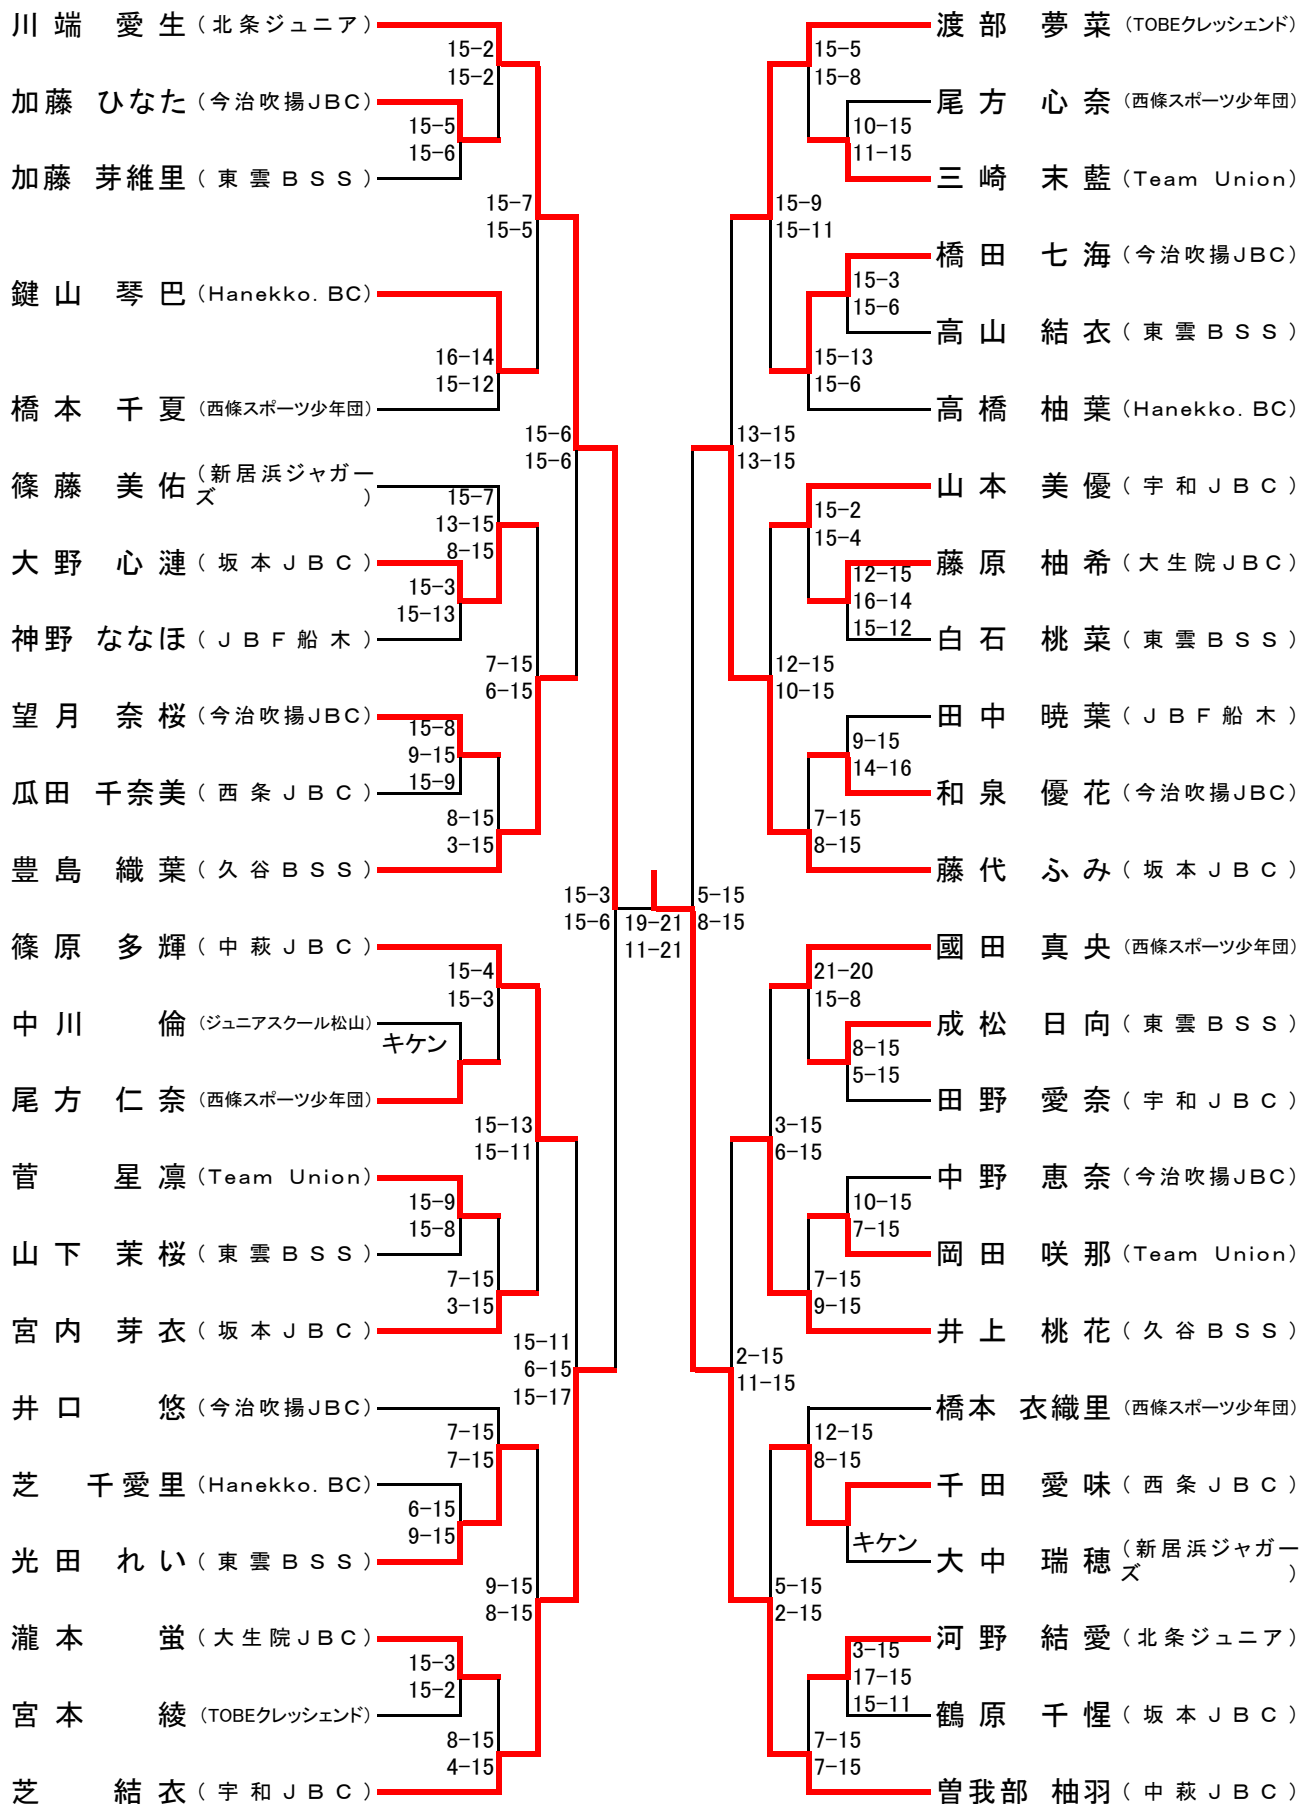 川端 愛生 (北条ジュニア)
15-2
15-2
加藤 ひなた (今治吹揚JBC)
15-5
15-6
加藤 芽維里 (東雲BSS)
15-7
15-5
鍵山 琴巴 (Hanekko. BC)
16-14
15-12
橋本 千夏 (西條スポーツ少年団)
15-6
15-6
篠藤 美佑 (新居浜ジャガーズ)
15-7
13-15
8-15
大野 心漣 (坂本JBC)
15-3
15-13
神野 ななほ (JBF船木)
7-15
6-15
望月 奈桜 (今治吹揚JBC)
15-8
9-15
15-9
瓜田 千奈美 (西条JBC)
8-15
3-15
豊島 織葉 (久谷BSS)
15-3
15-6
篠原 多輝 (中萩JBC)
15-4
15-3
中川 倫 (ジュニアスクール松山)
キケン
尾方 仁奈 (西條スポーツ少年団)
15-13
15-11
菅 星凛 (Team Union)
15-9
15-8
山下 茉桜 (東雲BSS)
7-15
3-15
宮内 芽衣 (坂本JBC)
15-11
6-15
15-17
井口 悠 (今治吹揚JBC)
7-15
7-15
芝 千愛里 (Hanekko. BC)
6-15
9-15
光田 れい (東雲BSS)
9-15
8-15
瀧本 蛍 (大生院JBC)
15-3
15-2
宮本 綾 (TOBEクレッシェンド)
8-15
4-15
芝 結衣 (宇和JBC)
19-21
11-21
渡部 夢菜 (TOBEクレッシェンド)
15-5
15-8
尾方 心奈 (西條スポーツ少年団)
10-15
11-15
三崎 末藍 (Team Union)
15-9
15-11
橋田 七海 (今治吹揚JBC)
15-3
15-6
高山 結衣 (東雲BSS)
15-13
15-6
高橋 柚葉 (Hanekko. BC)
13-15
13-15
山本 美優 (宇和JBC)
15-2
15-4
藤原 柚希 (大生院JBC)
12-15
16-14
15-12
白石 桃菜 (東雲BSS)
12-15
10-15
田中 暁葉 (JBF船木)
9-15
14-16
和泉 優花 (今治吹揚JBC)
7-15
8-15
藤代 ふみ (坂本JBC)
5-15
8-15
國田 真央 (西條スポーツ少年団)
21-20
15-8
成松 日向 (東雲BSS)
8-15
5-15
田野 愛奈 (宇和JBC)
3-15
6-15
中野 恵奈 (今治吹揚JBC)
10-15
7-15
岡田 咲那 (Team Union)
7-15
9-15
井上 桃花 (久谷BSS)
2-15
11-15
橋本 衣織里 (西條スポーツ少年団)
12-15
8-15
千田 愛味 (西条JBC)
キケン
大中 瑞穂 (新居浜ジャガーズ)
5-15
2-15
河野 結愛 (北条ジュニア)
3-15
17-15
15-11
鶴原 千惺 (坂本JBC)
7-15
7-15
曽我部 柚羽 (中萩JBC)